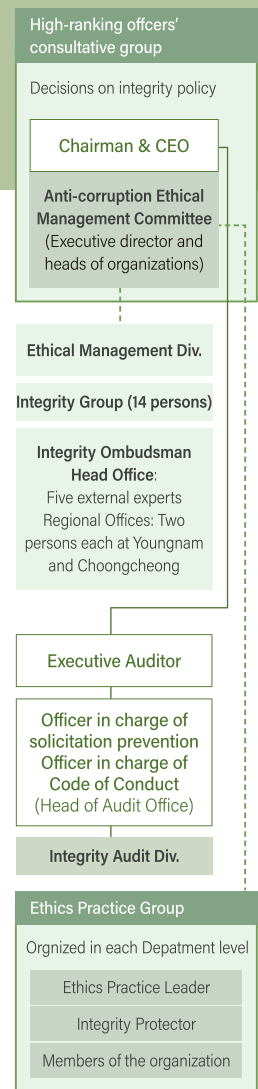 High-ranking offcers'
consultative group
Decisions on integrity policy
Chairman & CEO
Anti-corruption Ethical
Management Committee
(Executive director and
heads of organizations)
Ethical Management Div.
Integrity Group (14 persons)
Integrity Ombudsman
Head Office:
Five external experts
Regional Offices: Two
persons each at Youngnam
and Choongcheong
Executive Auditor
Officer in charge of
solicitation prevention
Officer in charge of
Code of Conduct
(Head of Audit Office)
Integrity Audit Div.
Ethics Practice Group
Orgnized in each Depatment level
Ethics Practice Leader
Integrity Protector
Members of the organization